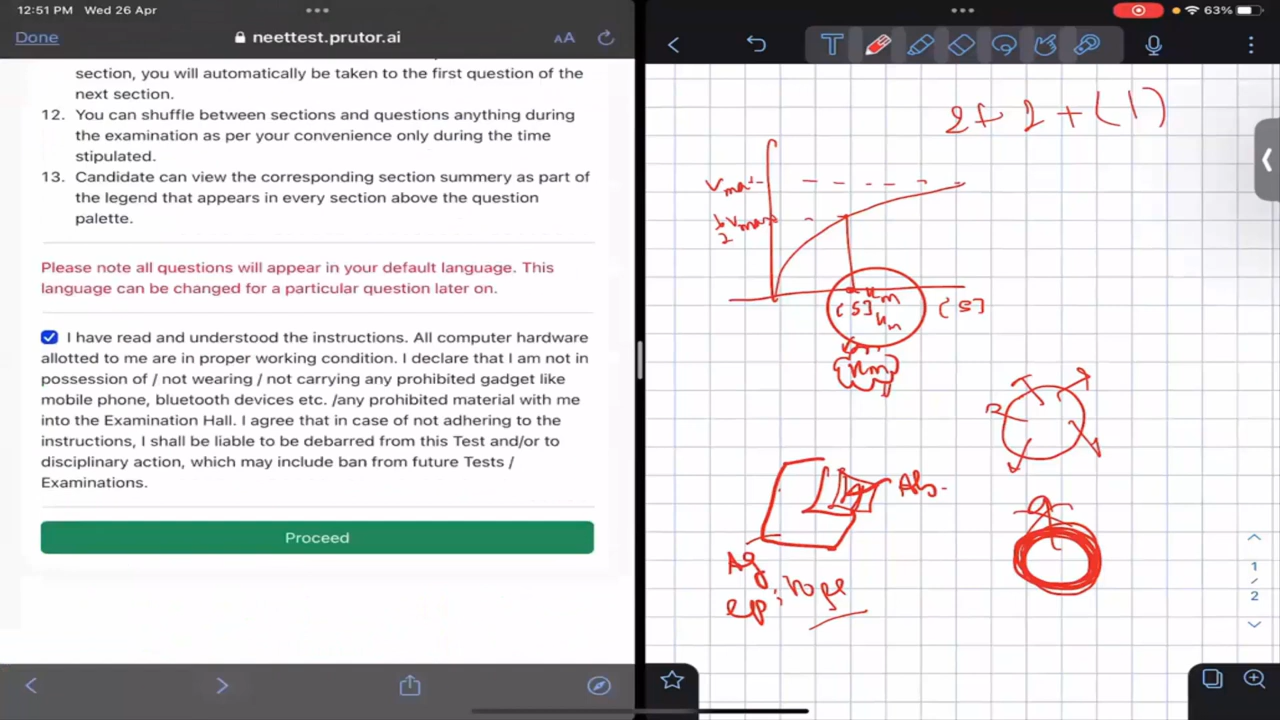 12:51 PM Wed 26 Apr
63%
Done
neettest.prutor.ai
AA
section, you will automatically be taken to the first question of the
next section.
12. You can shuffle between sections and questions anything during
the examination as per your convenience only during the time
stipulated.
13. Candidate can view the corresponding section summery as part of
the legend that appears in every section above the question
palette.
Please note all questions will appear in your default language. This
language can be changed for a particular question later on.
I have read and understood the instructions. All computer hardware
allotted to me are in proper working condition. I declare that I am not in
possession of / not wearing / not carrying any prohibited gadget like
mobile phone, bluetooth devices etc. /any prohibited material with me
into the Examination Hall. I agree that in case of not adhering to the
instructions, I shall be liable to be debarred from this Test and/or to
disciplinary action, which may include ban from future Tests /
Examinations.
Proceed
T
2+2+(1)
Vmax
1/2 Vmax
Km
[S]
[S]
Km
Ab.
Ag
1
/
2